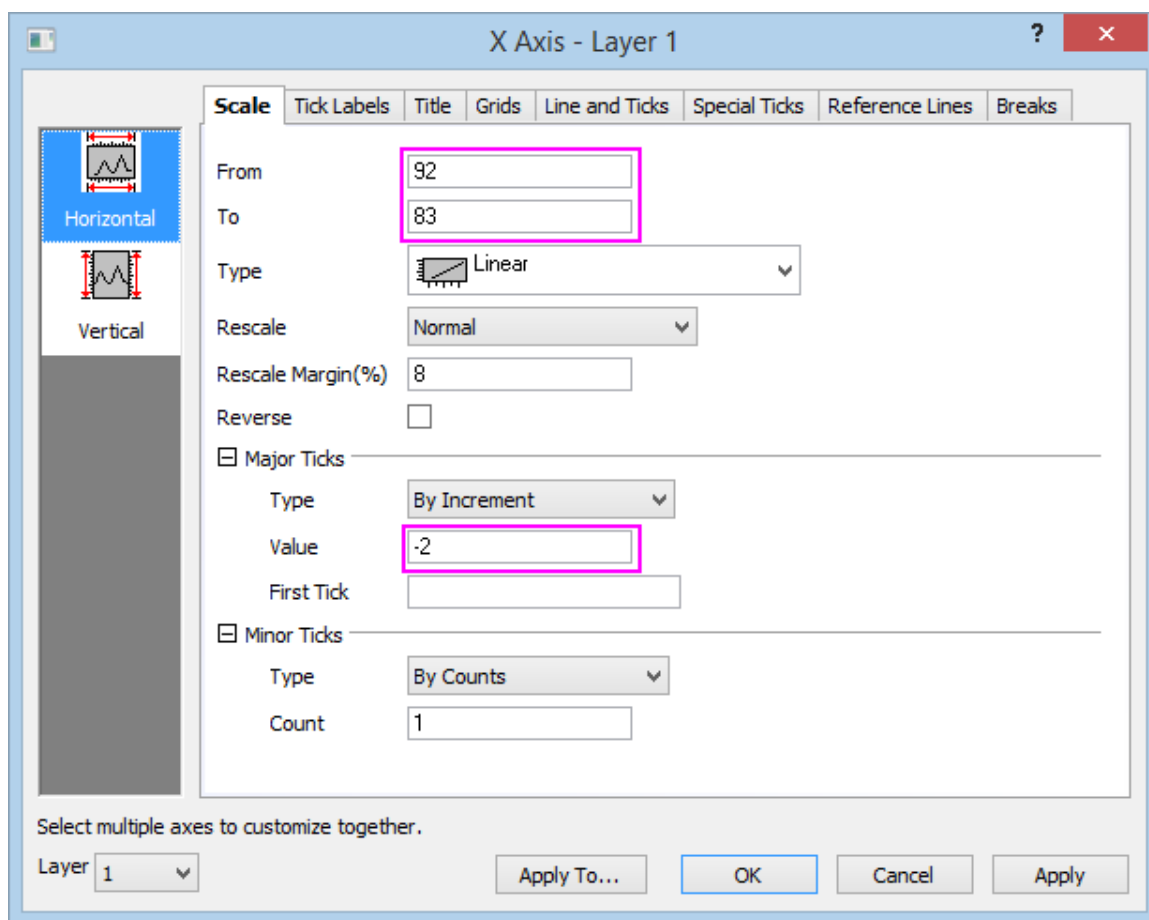 X Axis - Layer 1
?
Scale Tick Labels Title Grids Line and Ticks Special Ticks Reference Lines Breaks
Horizontal
Vertical
From 92
To 83
Type Linear
Rescale Normal
Rescale Margin(%) 8
Reverse
Major Ticks
Type By Increment
Value -2
First Tick
Minor Ticks
Type By Counts
Count 1
Select multiple axes to customize together.
Layer 1 Apply To... OK Cancel Apply